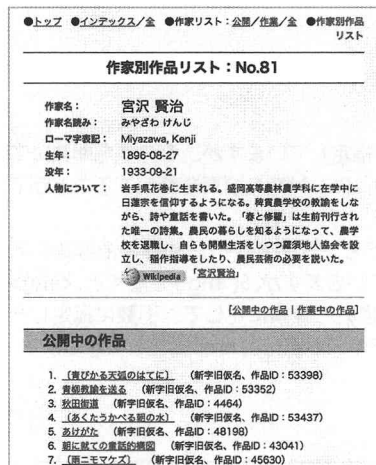 ●トップ ●インデックス／全 ●作家リスト：公開／作業／全 ●作家別作品
リスト
作家別作品リスト：No.81
作家名： 宮沢 賢治
作家名読み： みやざわ けんじ
ローマ字表記： Miyazawa, Kenji
生年： 1896-08-27
没年： 1933-09-21
人物について： 岩手県花巻に生まれる。盛岡高等農林農学科に在学中に
日蓮宗を信仰するようになる。稗貫農学校の教諭をしな
がら、詩や童話を書いた。「春と修羅」は生前刊行され
た唯一の詩集。農民の暮らしを知るようになって、農学
校を退職し、自らも開墾生活をしつつ羅須地人協会を設
立し、稲作指導をしたり、農民芸術の必要を説いた。
Wikipedia 「宮沢賢治」
[公開中の作品｜作業中の作品]
公開中の作品
1. 〔青びかる天弧のはてに〕 （新字旧仮名、作品ID：53398）
2. 青柳教諭を送る （新字旧仮名、作品ID：53352）
3. 秋田街道 （新字旧仮名、作品ID：4464）
4. 〔あくたうかべる朝の水〕 （新字旧仮名、作品ID：53437）
5. あけがた （新字旧仮名、作品ID：48198）
6. 朝に就ての童話的構図 （新字旧仮名、作品ID：43041）
7. 〔雨ニモマケズ〕 （新字旧仮名、作品ID：45630）